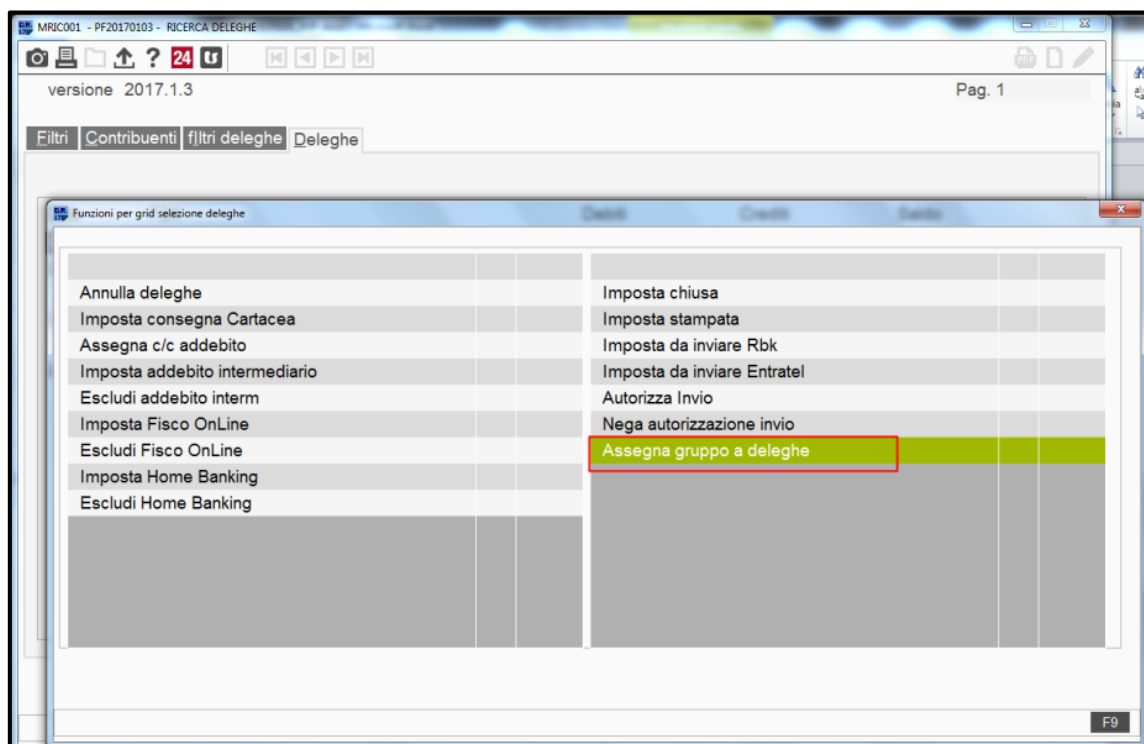 MRIC001 - PF20170103 - RICERCA DELEGHE
? 24
versione 2017.1.3 Pag. 1
Filtri Contribuenti fIltri deleghe Deleghe
Funzioni per grid selezione deleghe Debiti Crediti Saldo
Annulla deleghe
Imposta consegna Cartacea
Assegna c/c addebito
Imposta addebito intermediario
Escludi addebito interm
Imposta Fisco OnLine
Escludi Fisco OnLine
Imposta Home Banking
Escludi Home Banking
Imposta chiusa
Imposta stampata
Imposta da inviare Rbk
Imposta da inviare Entratel
Autorizza Invio
Nega autorizzazione invio
Assegna gruppo a deleghe
F9